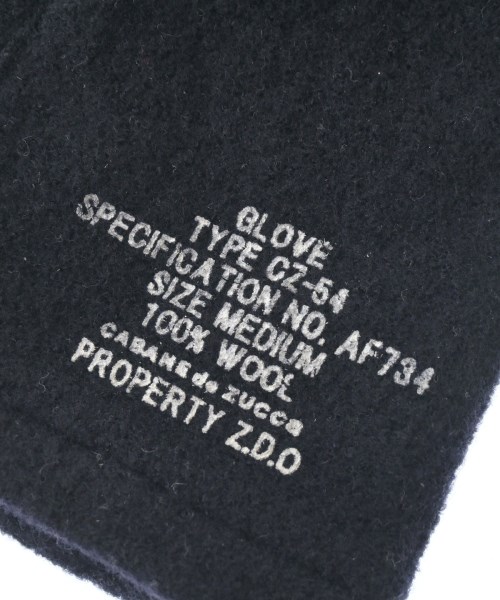 GLOVE
TYPE CZ-54
SPECIFICATION NO. AF734
SIZE MEDIUM
100% WOOL
CABANE de zucca
PROPERTY Z.D.O